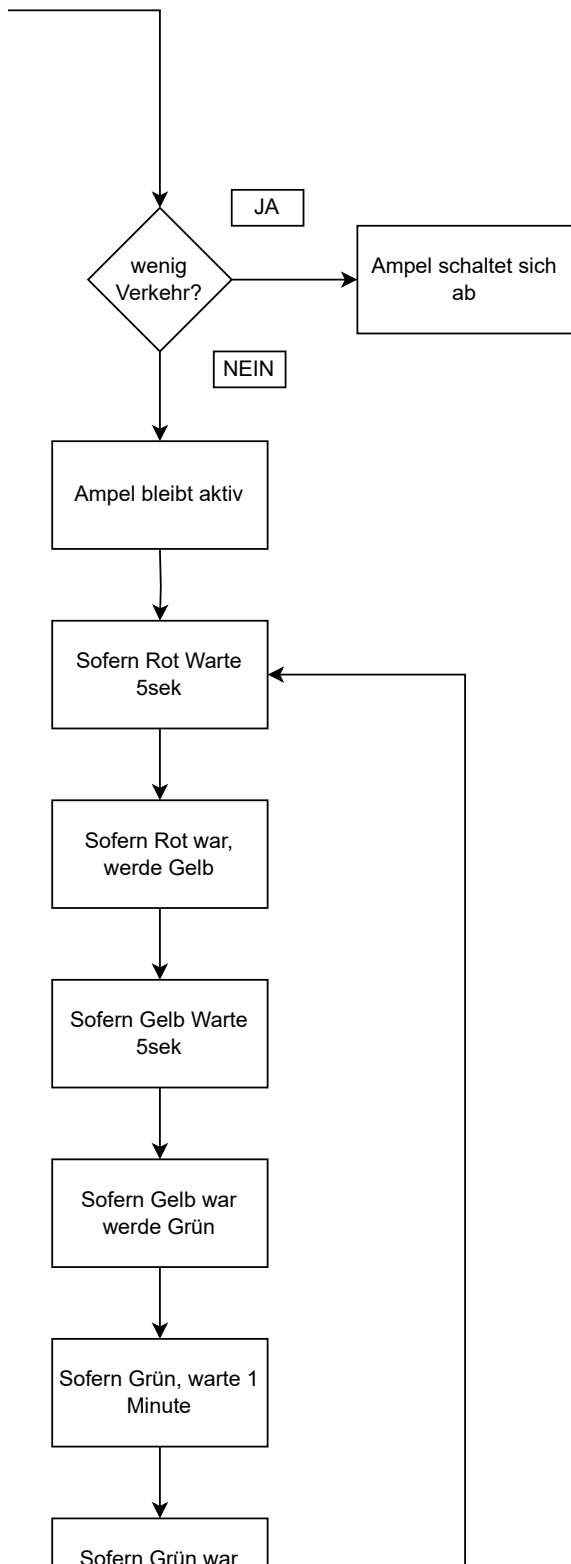 JA
wenig
Verkehr?
Ampel schaltet sich
ab
NEIN
Ampel bleibt aktiv
Sofern Rot Warte
5sek
Sofern Rot war,
werde Gelb
Sofern Gelb Warte
5sek
Sofern Gelb war
werde Grün
Sofern Grün, warte 1
Minute
Sofern Grün war